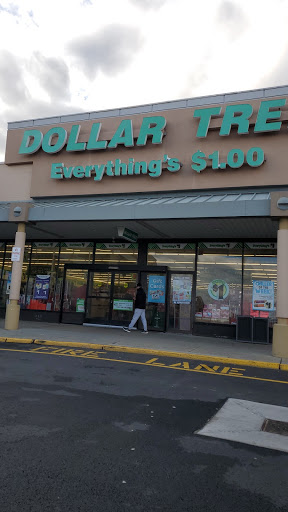 DOLLAR TRE
Everything's $1.00
FIRE LANE